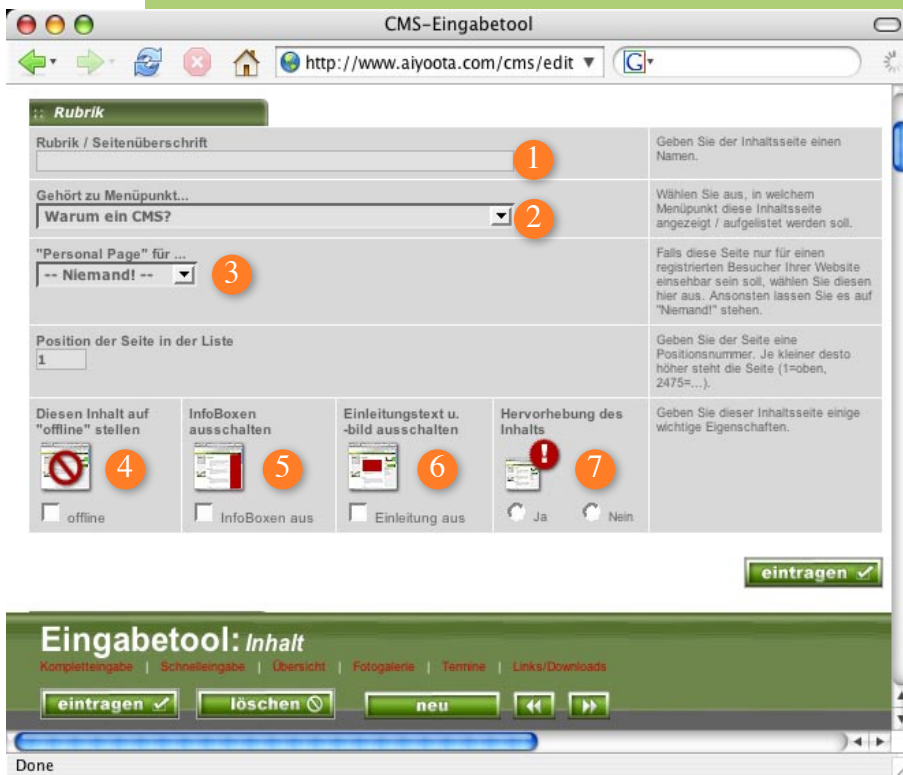 CMS-Eingabetool
http://www.aiyoota.com/cms/edit
G
:: Rubrik
Rubrik / Seitenüberschrift
1
Geben Sie der Inhaltsseite einen
Namen.
Gehört zu Menüpunkt...
Warum ein CMS?
2
Wählen Sie aus, in welchem
Menüpunkt diese Inhaltsseite
angezeigt / aufgelistet werden soll.
"Personal Page" für ...
-- Niemand! --
3
Falls diese Seite nur für einen
registrierten Besucher Ihrer Website
einsehbar sein soll, wählen Sie diesen
hier aus. Ansonsten lassen Sie es auf
"Niemand!" stehen.
Position der Seite in der Liste
1
Geben Sie der Seite eine
Positionsnummer. Je kleiner desto
höher steht die Seite (1=oben,
2475=...).
Diesen Inhalt auf
"offline" stellen
4
offline
InfoBoxen
ausschalten
5
InfoBoxen aus
Einleitungstext u.
-bild ausschalten
6
Einleitung aus
Hervorhebung des
Inhalts
7
Ja Nein
Geben Sie dieser Inhaltsseite einige
wichtige Eigenschaften.
eintragen
Eingabetool: Inhalt
Kompletteingabe | Schnelleingabe | Übersicht | Fotogalerie | Termine | Links/Downloads
eintragen löschen neu
Done